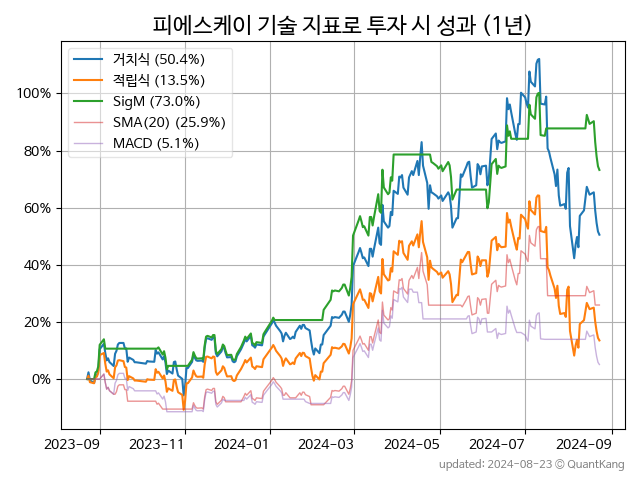 피에스케이 기술 지표로 투자 시 성과 (1년)
거치식 (50.4%)
적립식 (13.5%)
SigM (73.0%)
SMA(20) (25.9%)
MACD (5.1%)
100%
80%
60%
40%
20%
0%
2023-09 2023-11 2024-01 2024-03 2024-05 2024-07 2024-09
updated: 2024-08-23 © QuantKang